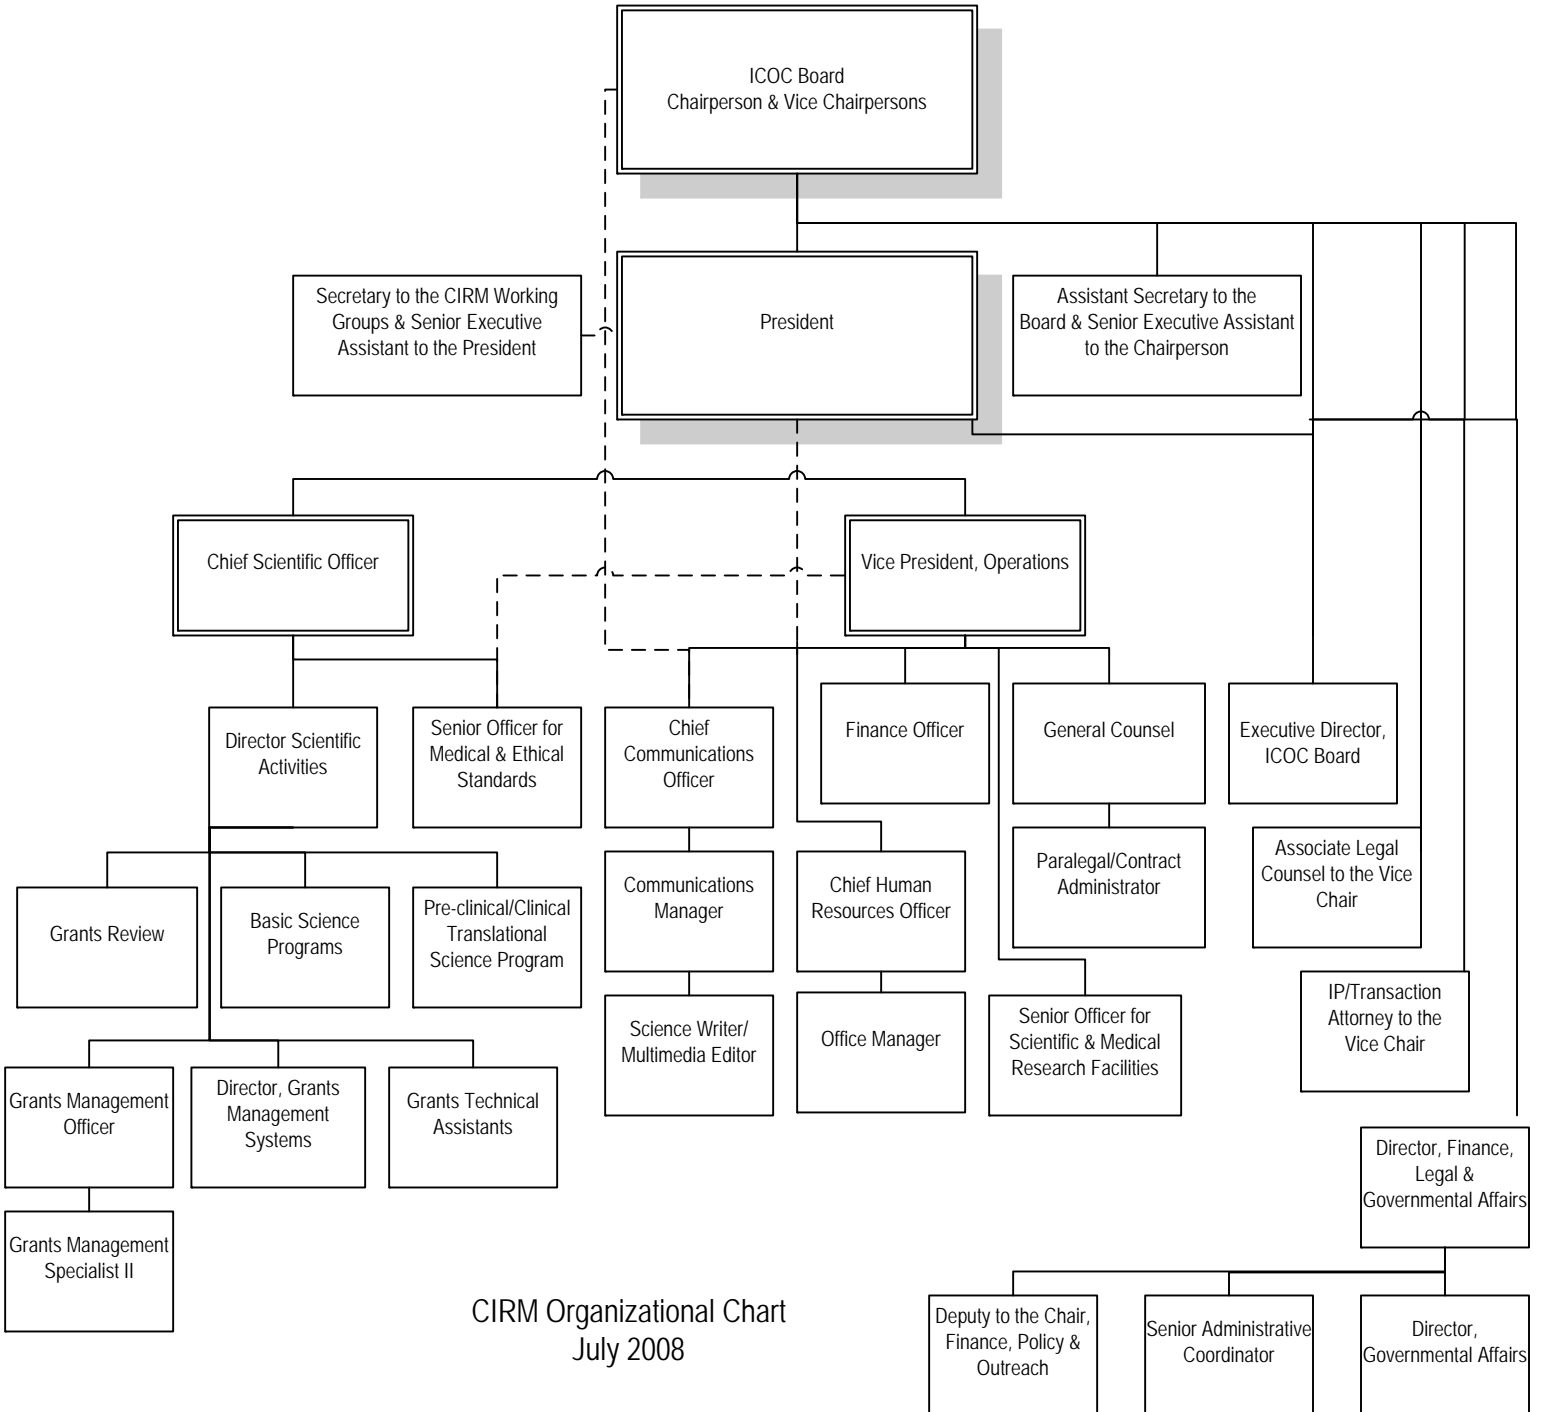 ICOC Board
Chairperson & Vice Chairpersons
Secretary to the CIRM Working
Groups & Senior Executive
Assistant to the President
President
Assistant Secretary to the
Board & Senior Executive Assistant
to the Chairperson
Chief Scientific Officer
Vice President, Operations
Director Scientific
Activities
Senior Officer for
Medical & Ethical
Standards
Chief
Communications
Officer
Finance Officer
General Counsel
Executive Director,
ICOC Board
Paralegal/Contract
Administrator
Associate Legal
Counsel to the Vice
Chair
Grants Review
Basic Science
Programs
Pre-clinical/Clinical
Translational
Science Program
Communications
Manager
Chief Human
Resources Officer
Science Writer/
Multimedia Editor
Office Manager
Senior Officer for
Scientific & Medical
Research Facilities
IP/Transaction
Attorney to the
Vice Chair
Grants Management
Officer
Director, Grants
Management
Systems
Grants Technical
Assistants
Director, Finance,
Legal &
Governmental Affairs
Grants Management
Specialist II
CIRM Organizational Chart
July 2008
Deputy to the Chair,
Finance, Policy &
Outreach
Senior Administrative
Coordinator
Director,
Governmental Affairs